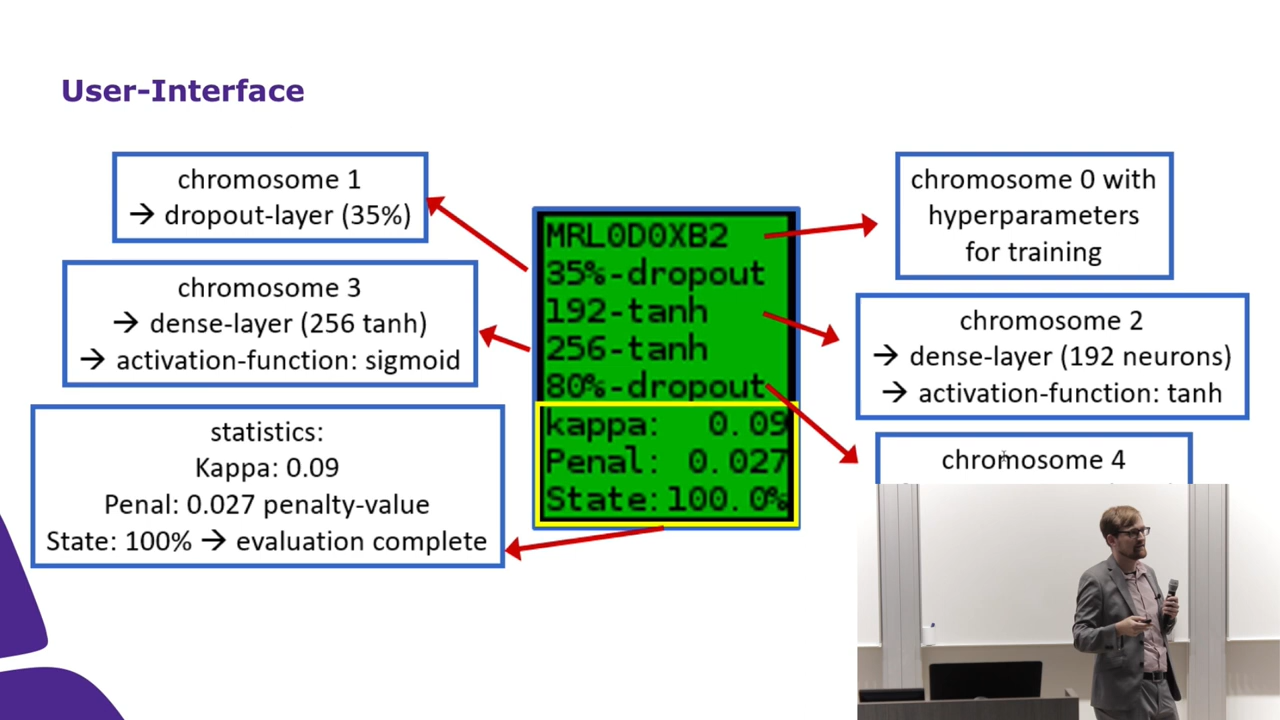 User-Interface
chromosome 1
→ dropout-layer (35%)
chromosome 3
→ dense-layer (256 tanh)
→ activation-function: sigmoid
statistics:
Kappa: 0.09
Penal: 0.027 penalty-value
State: 100% → evaluation complete
MRL0D0XB2
35%-dropout
192-tanh
256-tanh
80%-dropout
kappa: 0.09
Penal: 0.027
State:100.0%
chromosome 0 with
hyperparameters
for training
chromosome 2
→ dense-layer (192 neurons)
→ activation-function: tanh
chromosome 4